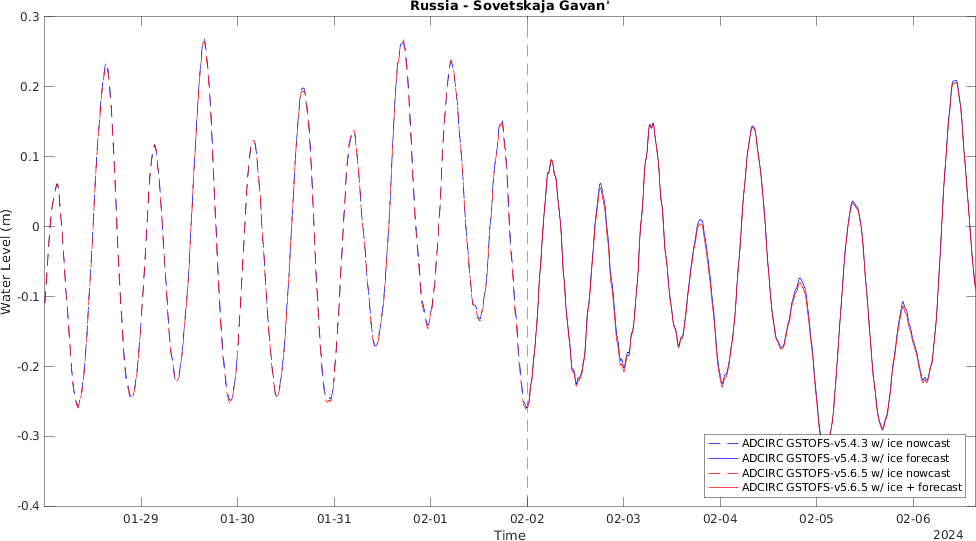 Russia - Sovetskaja Gavan'
0.3
0.2
0.1
0
-0.1
-0.2
-0.3
-0.4
Water Level (m)
ADCIRC GSTOFS-v5.4.3 w/ ice nowcast
ADCIRC GSTOFS-v5.4.3 w/ ice forecast
ADCIRC GSTOFS-v5.6.5 w/ ice nowcast
ADCIRC GSTOFS-v5.6.5 w/ ice + forecast
01-29 01-30 01-31 02-01 02-02 02-03 02-04 02-05 02-06
Time
2024